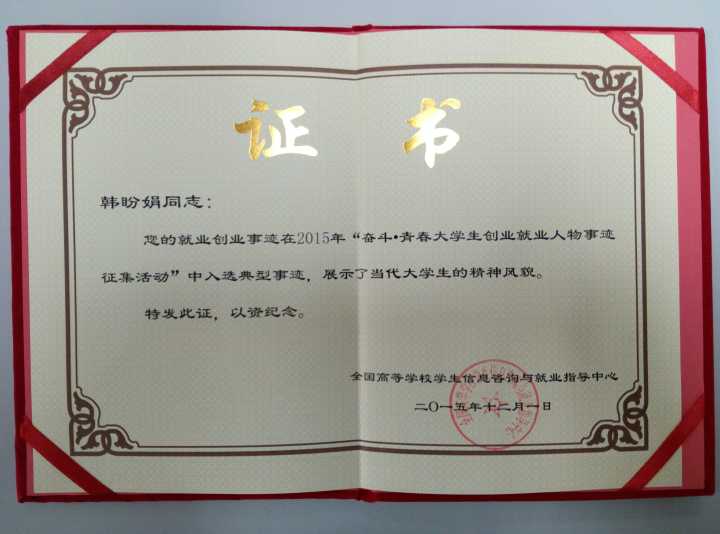 证书
韩盼娟同志：
您的就业创业事迹在2015年“奋斗·青春大学生创业就业人物事迹
征集活动”中入选典型事迹，展示了当代大学生的精神风貌。
特发此证，以资纪念。
全国高等学校学生信息咨询与就业指导中心
二〇一五年十二月一日